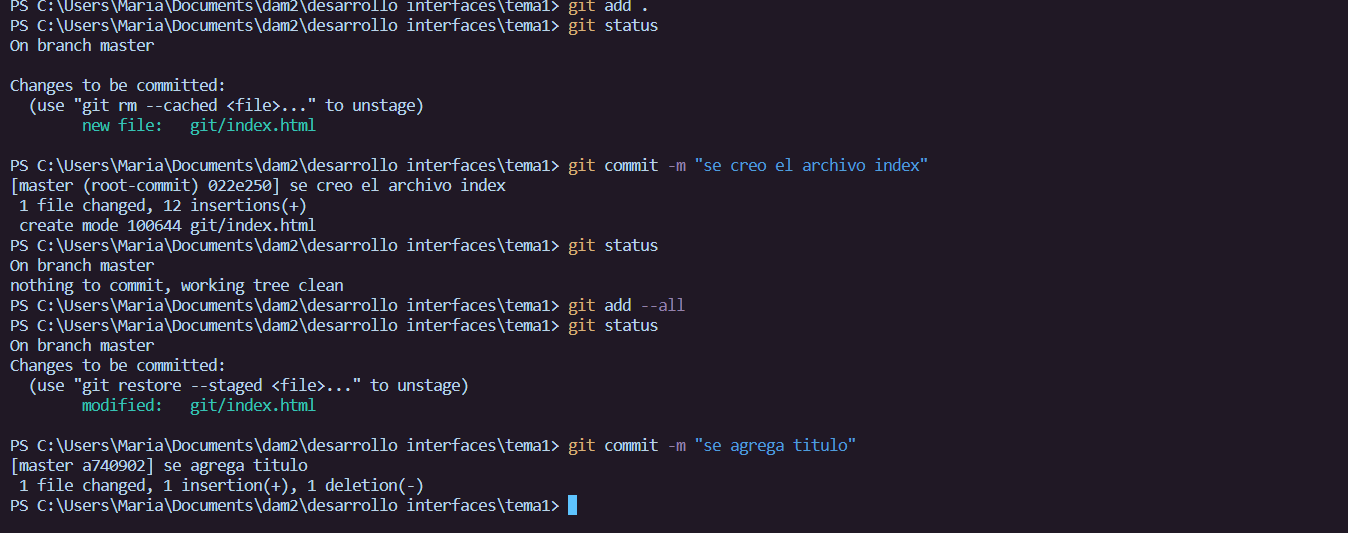 PS C:\Users\Maria\Documents\dam2\desarrollo interfaces\tema1> git add .
PS C:\Users\Maria\Documents\dam2\desarrollo interfaces\tema1> git status
On branch master
Changes to be committed:
  (use "git rm --cached <file>..." to unstage)
        new file:   git/index.html
PS C:\Users\Maria\Documents\dam2\desarrollo interfaces\tema1> git commit -m "se creo el archivo index"
[master (root-commit) 022e250] se creo el archivo index
 1 file changed, 12 insertions(+)
 create mode 100644 git/index.html
PS C:\Users\Maria\Documents\dam2\desarrollo interfaces\tema1> git status
On branch master
nothing to commit, working tree clean
PS C:\Users\Maria\Documents\dam2\desarrollo interfaces\tema1> git add --all
PS C:\Users\Maria\Documents\dam2\desarrollo interfaces\tema1> git status
On branch master
Changes to be committed:
  (use "git restore --staged <file>..." to unstage)
        modified:   git/index.html
PS C:\Users\Maria\Documents\dam2\desarrollo interfaces\tema1> git commit -m "se agrega titulo"
[master a740902] se agrega titulo
 1 file changed, 1 insertion(+), 1 deletion(-)
PS C:\Users\Maria\Documents\dam2\desarrollo interfaces\tema1>